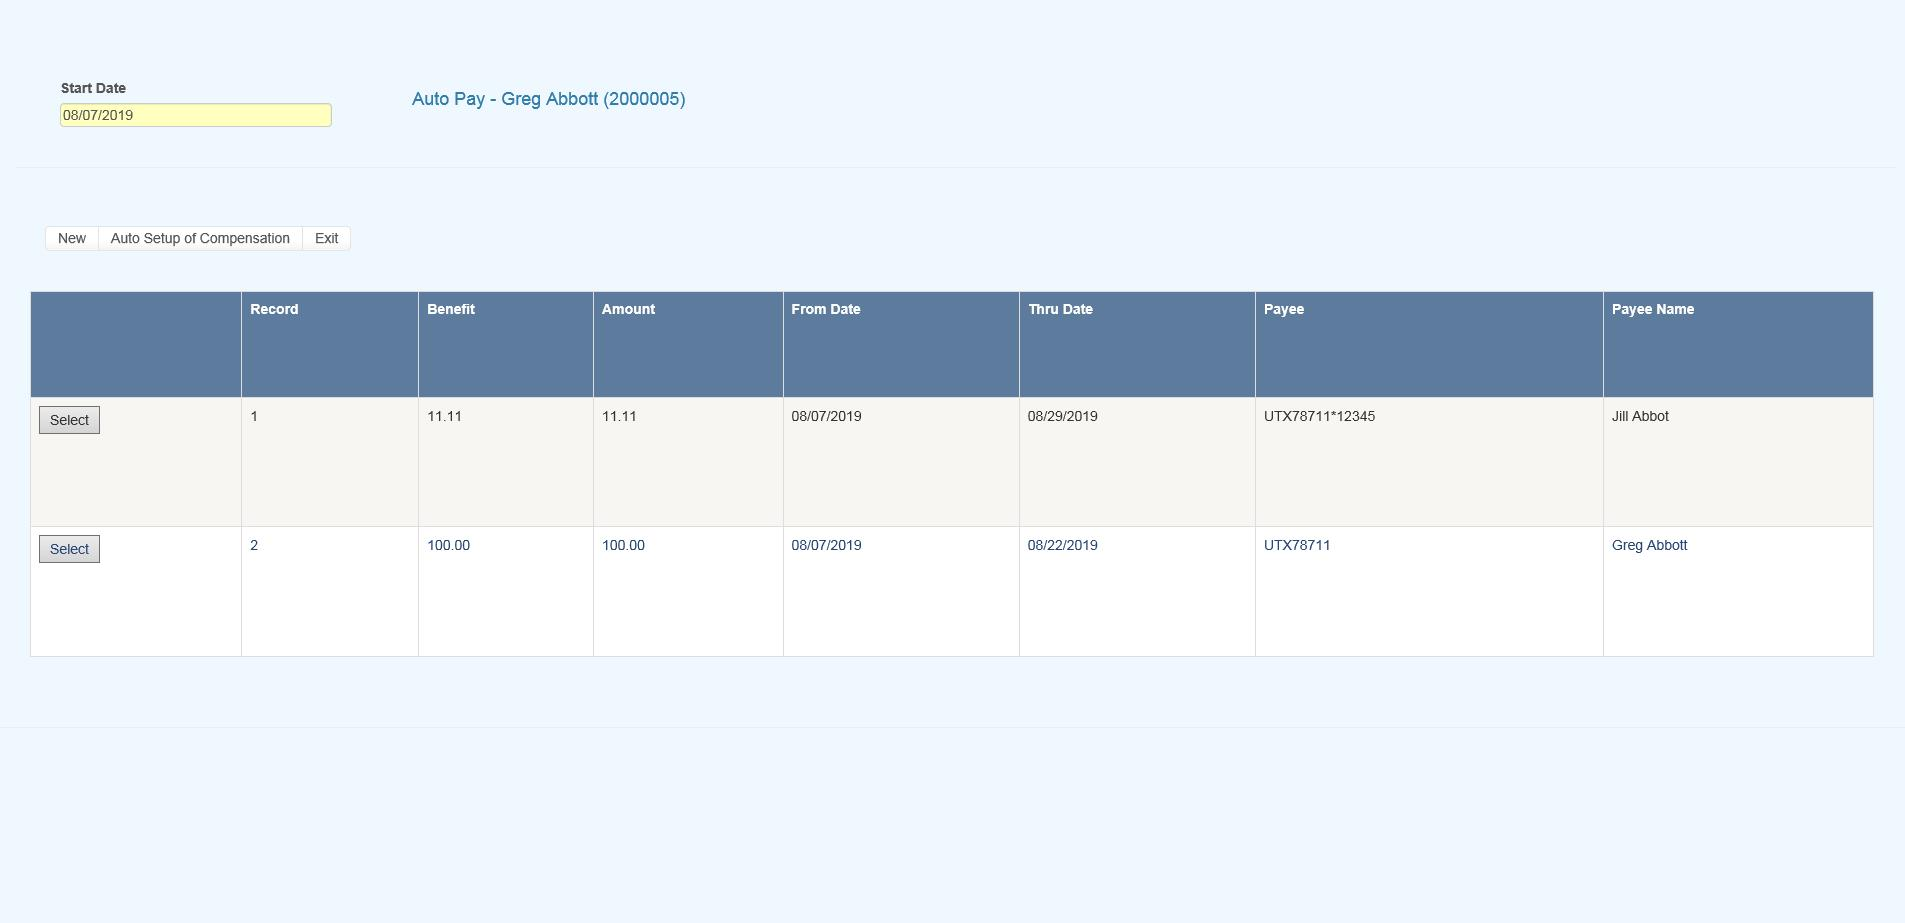 Start Date
08/07/2019
Auto Pay - Greg Abbott (2000005)
New Auto Setup of Compensation Exit
Record Benefit Amount From Date Thru Date Payee Payee Name
Select 1 11.11 11.11 08/07/2019 08/29/2019 UTX78711*12345 Jill Abbot
Select 2 100.00 100.00 08/07/2019 08/22/2019 UTX78711 Greg Abbott